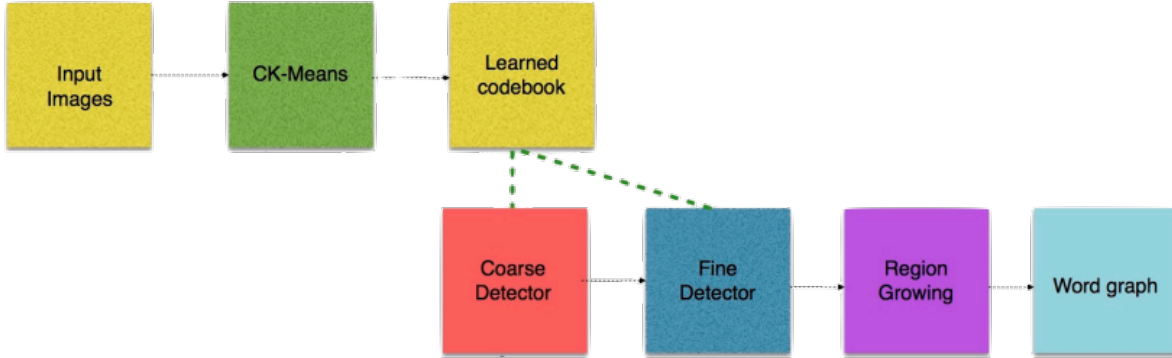 Input
Images
CK-Means
Learned
codebook
Coarse
Detector
Fine
Detector
Region
Growing
Word graph